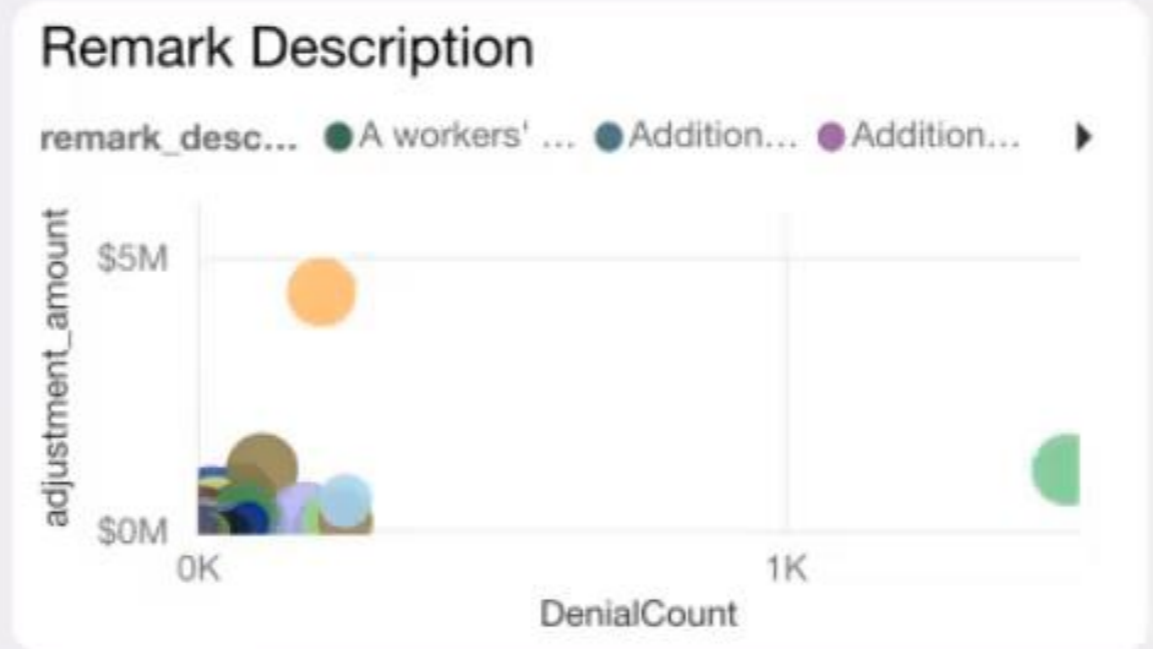 Remark Description
remark_desc... A workers' ... Addition... Addition...
adjustment_amount
$5M
$0M
0K 1K
DenialCount